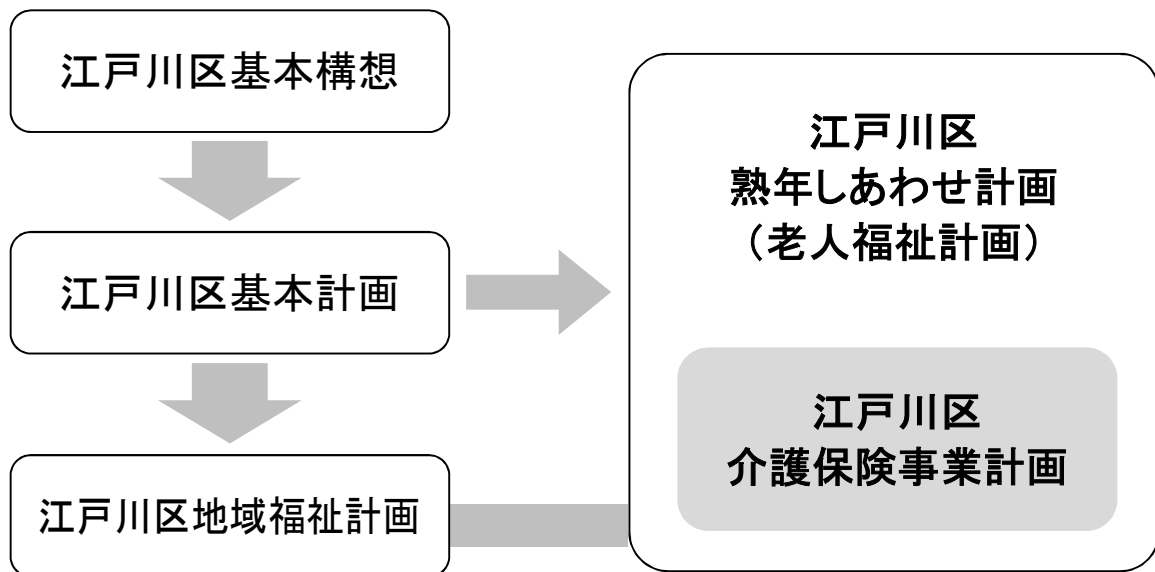 江戸川区基本構想
江戸川区基本計画
江戸川区地域福祉計画
江戸川区
熟年しあわせ計画
（老人福祉計画）
江戸川区
介護保険事業計画